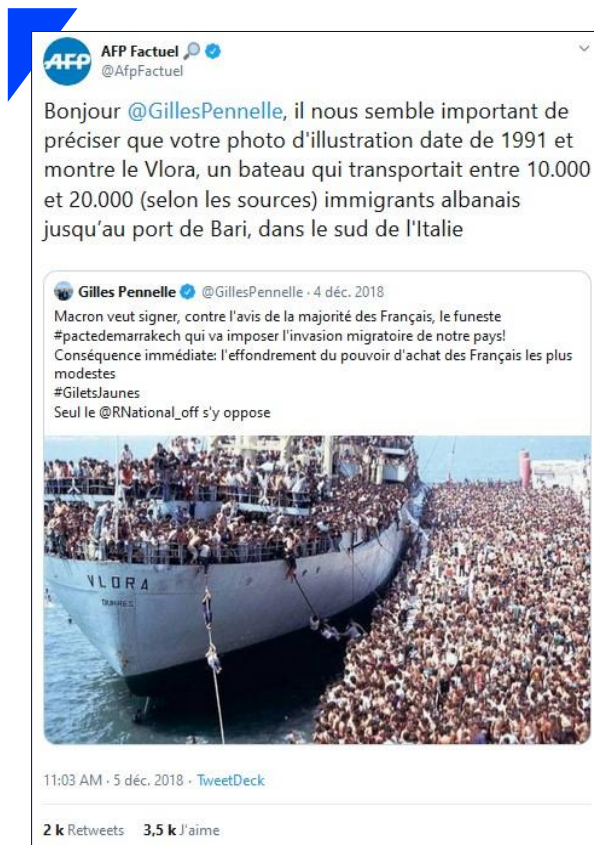 AFP
AFP Factuel
@AfpFactuel
Bonjour @GillesPennelle, il nous semble important de
préciser que votre photo d'illustration date de 1991 et
montre le Vlora, un bateau qui transportait entre 10.000
et 20.000 (selon les sources) immigrants albanais
jusqu'au port de Bari, dans le sud de l'Italie
Gilles Pennelle @GillesPennelle · 4 déc. 2018
Macron veut signer, contre l'avis de la majorité des Français, le funeste
#pactedemarrakech qui va imposer l'invasion migratoire de notre pays!
Conséquence immédiate: l'effondrement du pouvoir d'achat des Français les plus
modestes
#GiletsJaunes
Seul le @RNational_off s'y oppose
VLORA
DURRES
11:03 AM · 5 déc. 2018 · TweetDeck
2 k Retweets 3,5 k J'aime